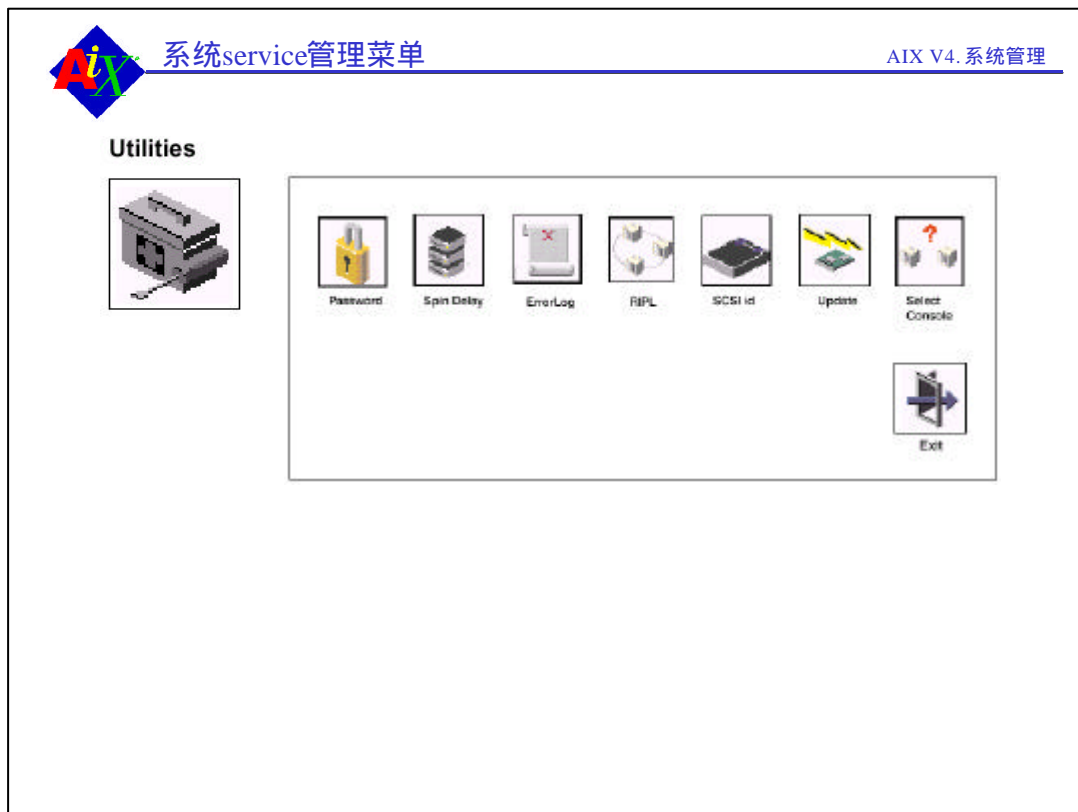 AiX
系统service管理菜单
AIX V4.系统管理
Utilities
Password
Spin Delay
ErrorLog
RIPL
SCSI id
Update
?
Select
Console
Exit